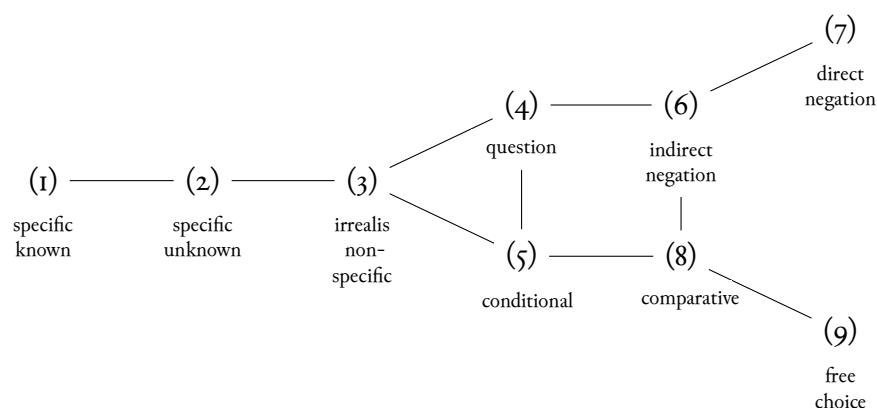 (7)
direct
negation
(4)
question
(6)
indirect
negation
(1)
specific
known
(2)
specific
unknown
(3)
irrealis
non-
specific
(5)
conditional
(8)
comparative
(9)
free
choice